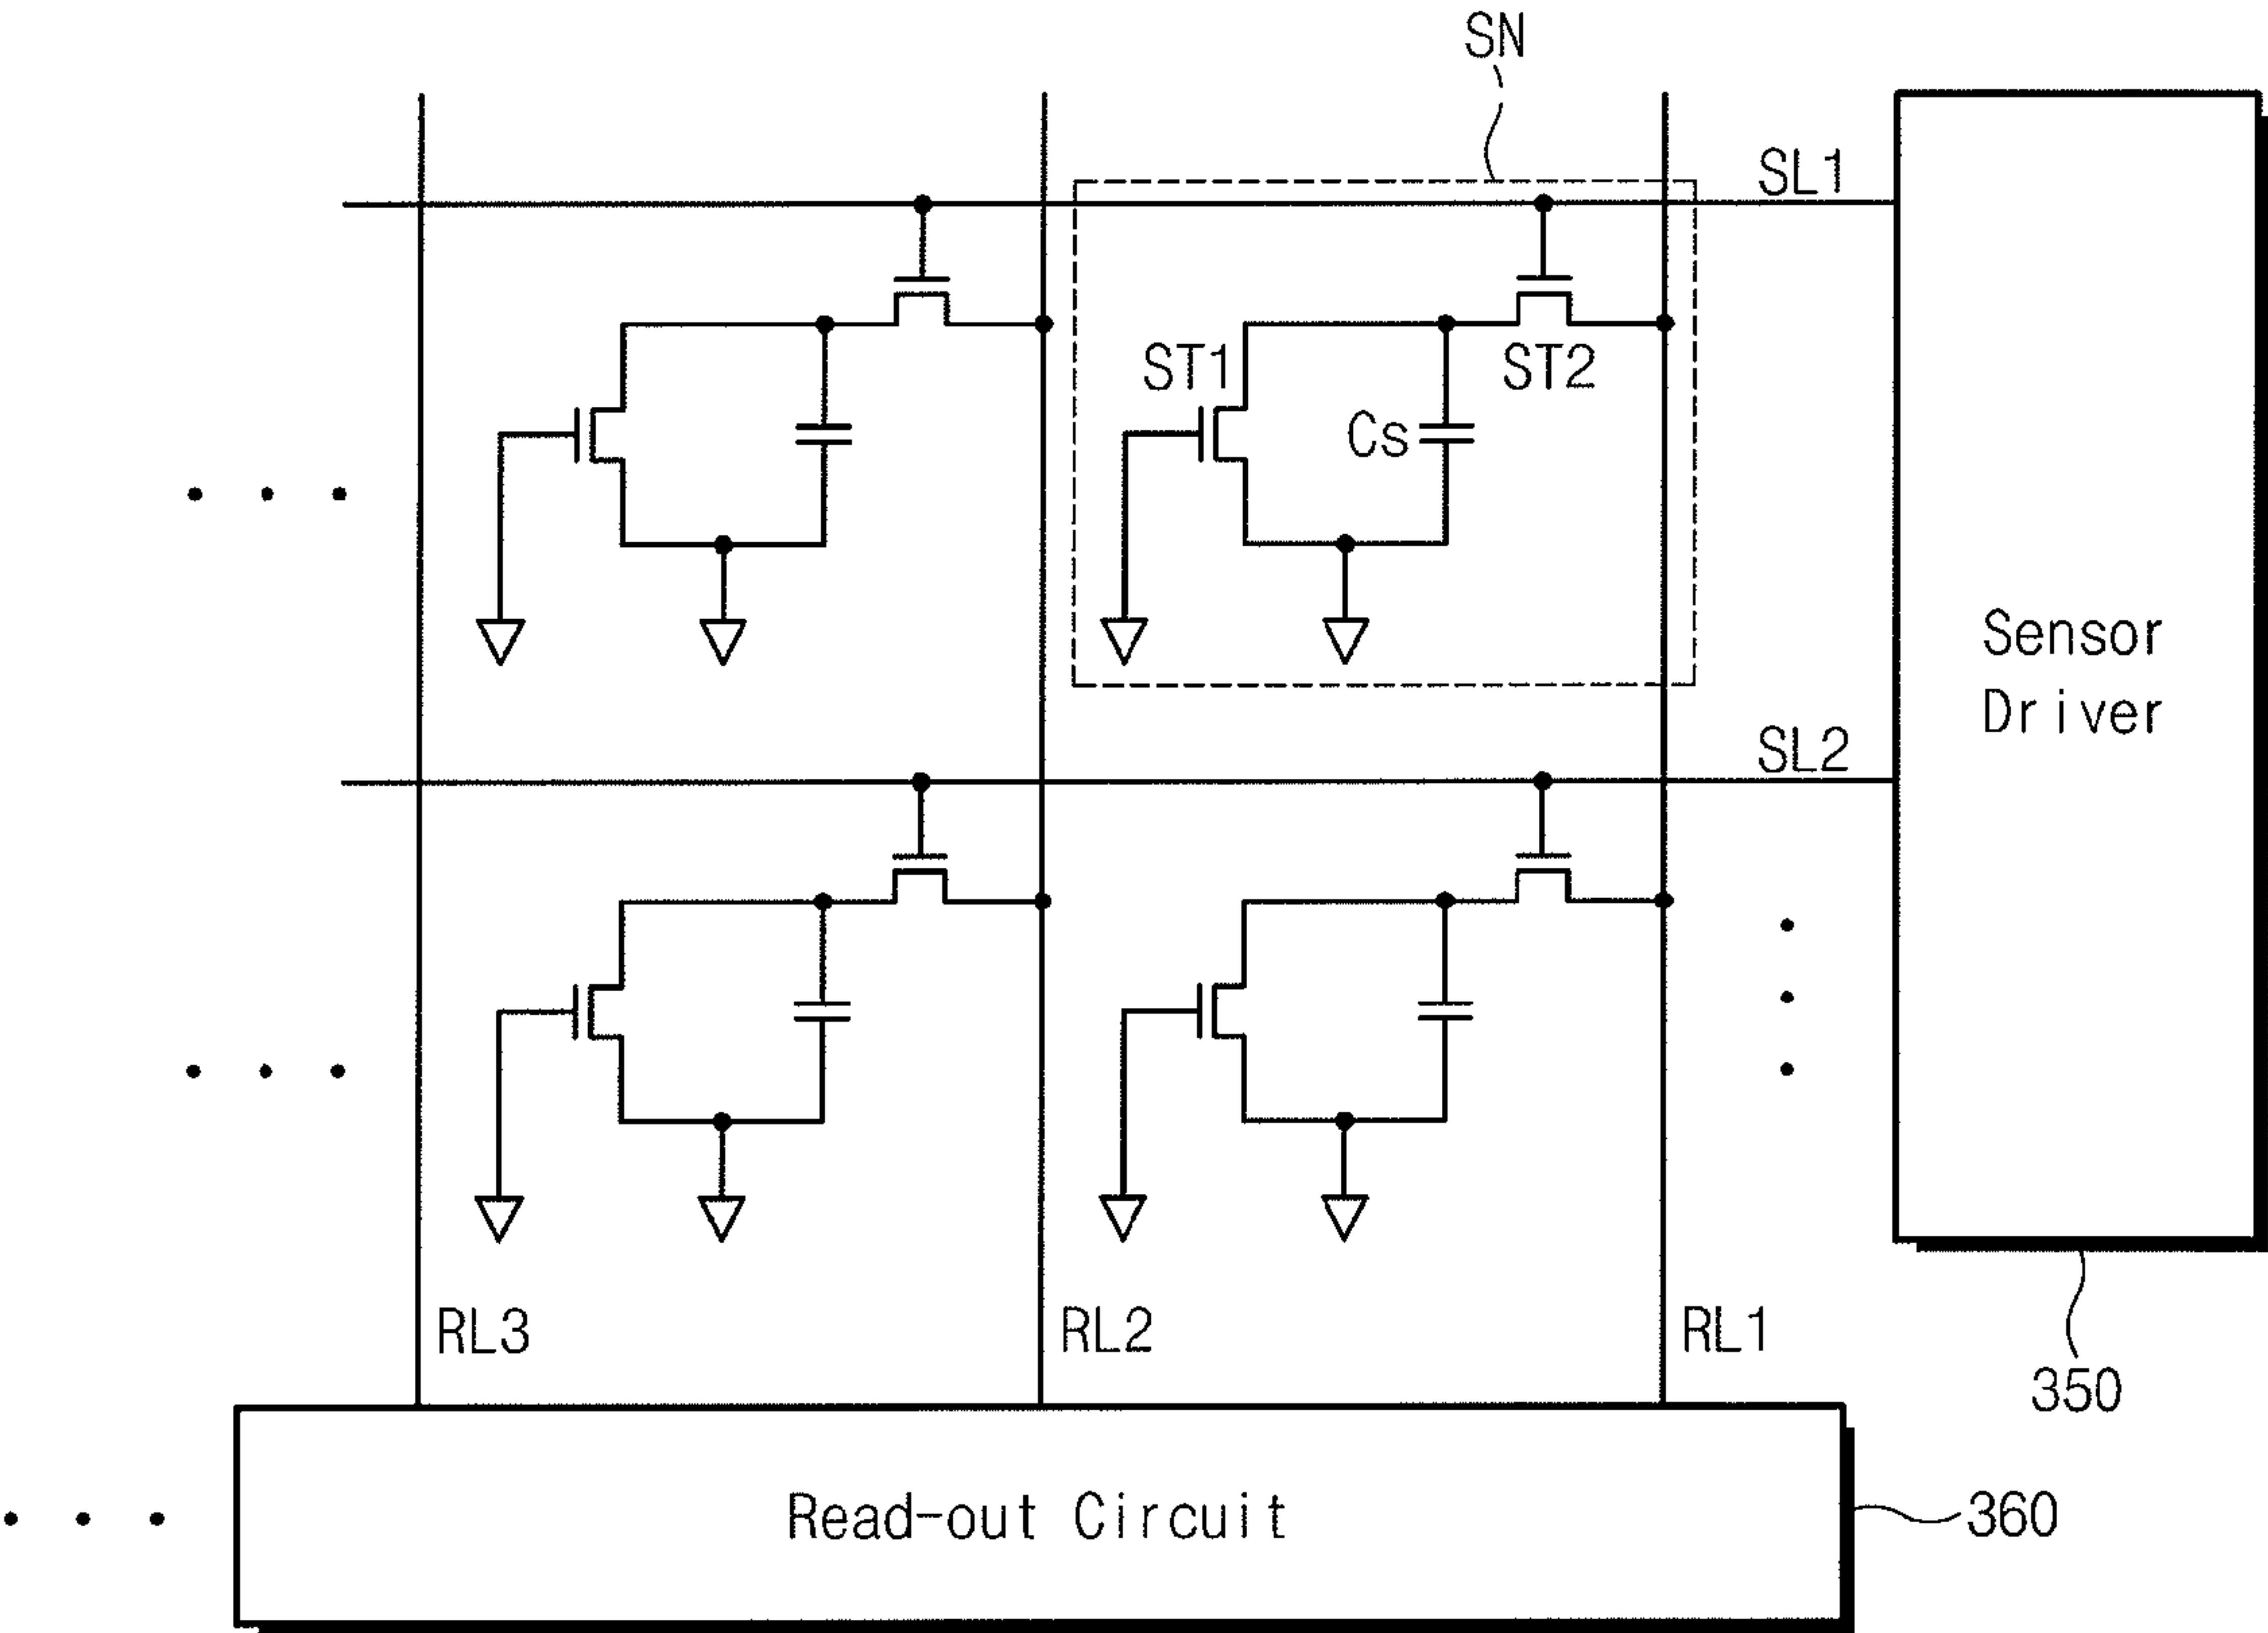 SN
SL1
ST1
ST2
Cs
Sensor
Driver
SL2
RL3
RL2
RL1
350
Read-out Circuit
360